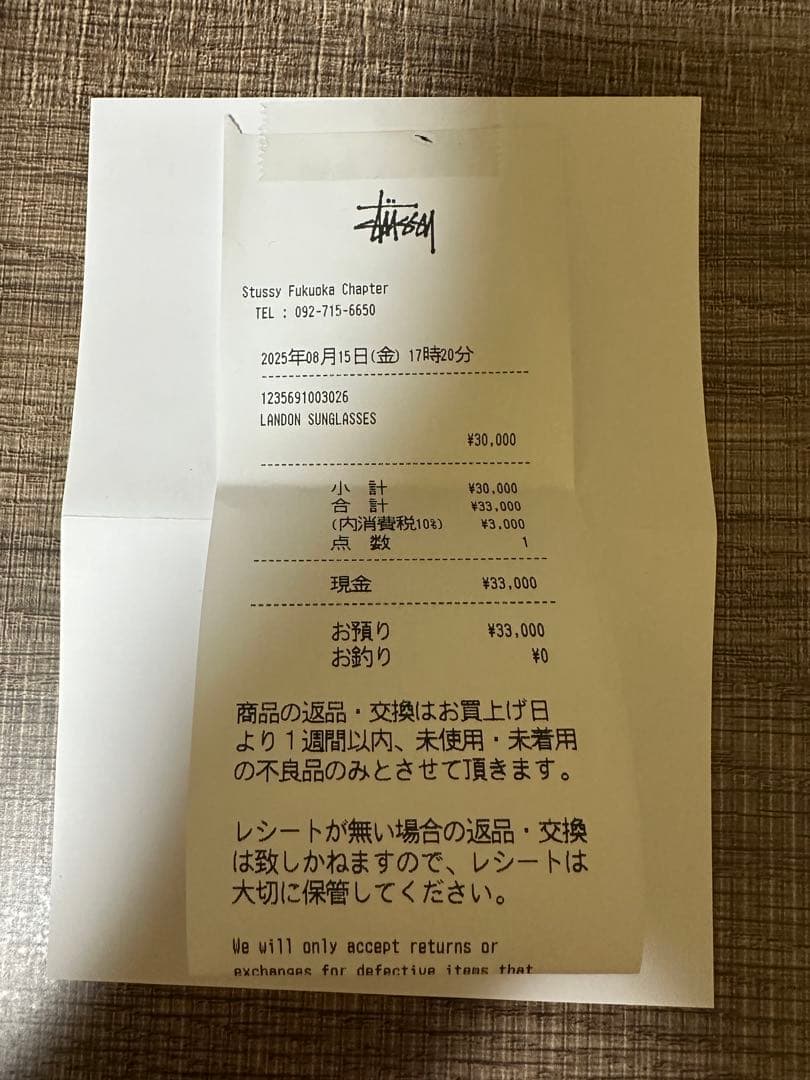 STÜSSY
Stussy Fukuoka Chapter
TEL : 092-715-6650
2025年08月15日(金) 17時20分
1235691003026
LANDON SUNGLASSES
¥30,000
小 計 ¥30,000
合 計 ¥33,000
(内消費税10%) ¥3,000
点 数 1
現金 ¥33,000
お預り ¥33,000
お釣り ¥0
商品の返品・交換はお買上げ日
より1週間以内、未使用・未着用
の不良品のみとさせて頂きます。
レシートが無い場合の返品・交換
は致しかねますので、レシートは
大切に保管してください。
We will only accept returns or
exchanges for defective items that